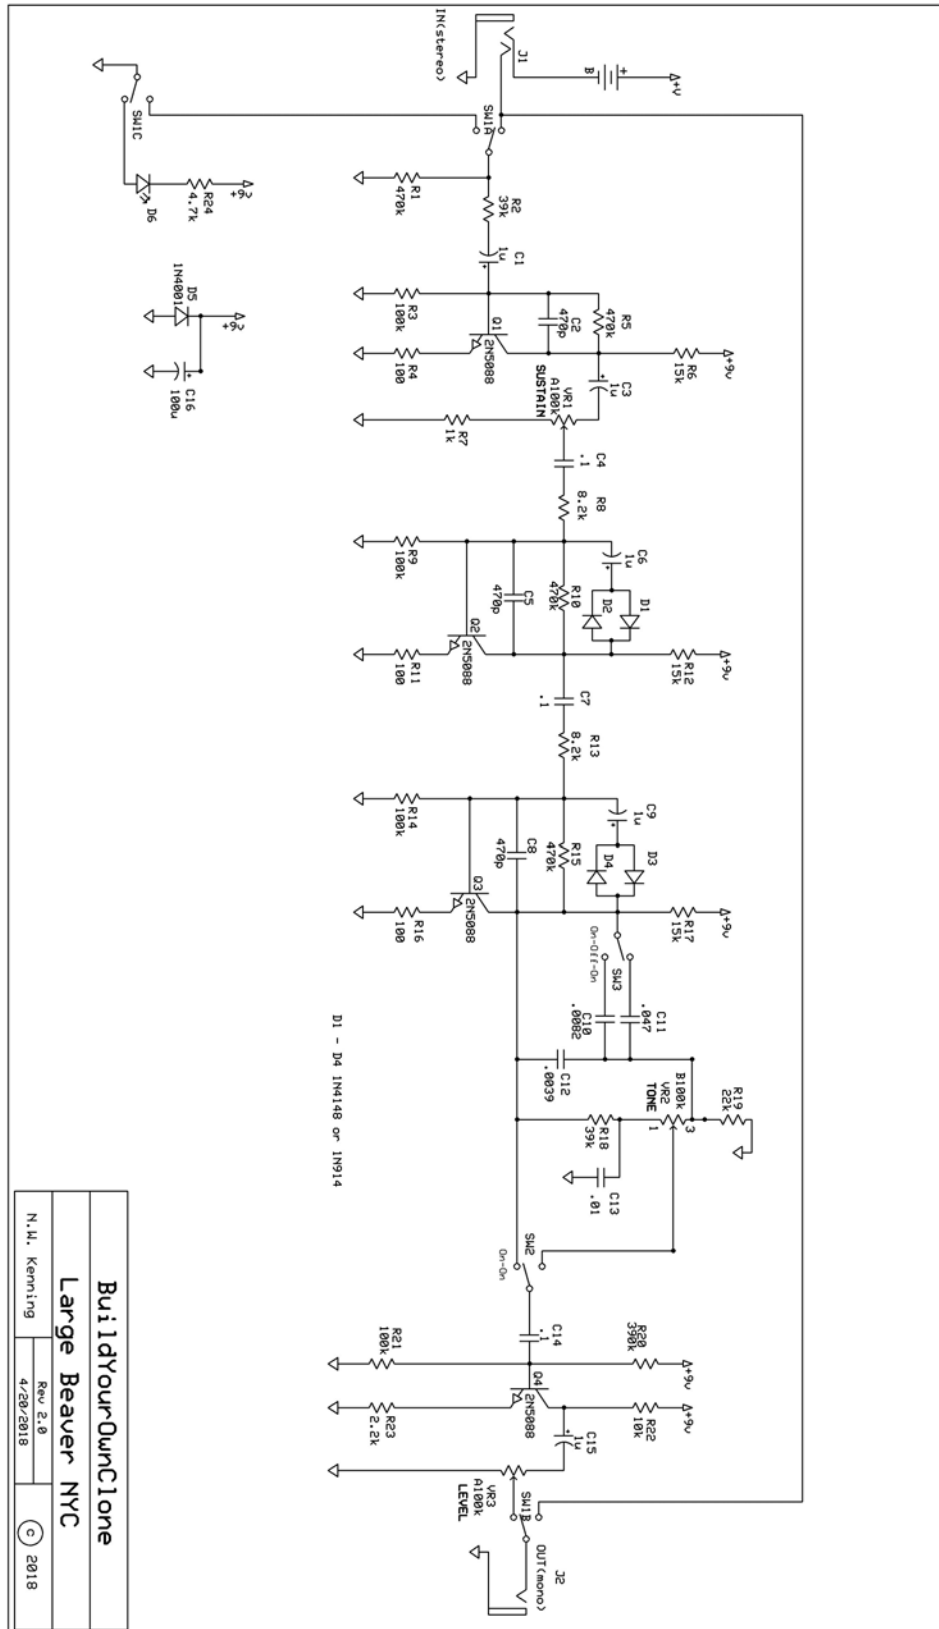 IN(stereo)
J1
B
+
+V
SW1C
SW1A
R24
4.7k
+9v
D6
R1
470k
R2
39k
C1
1u
+
D5
1N4001
+9v
C16
100u
+
R3
100k
Q1
2N5088
R4
100
C2
470p
R5
470k
R6
15k
+9v
C3
1u
+
VR1
A100k
SUSTAIN
R7
1k
C4
.1
R8
8.2k
R9
100k
C6
1u
+
R10
470k
C5
470p
D1
D2
Q2
2N5088
R11
100
R12
15k
+9v
C7
.1
R13
8.2k
R14
100k
C9
1u
+
R15
470k
C8
470p
D3
D4
Q3
2N5088
R16
100
R17
15k
+9v
On-Off-On
SW3
C11
.047
C10
.0082
C12
.0039
R19
22k
B100k
VR2
TONE
1
3
R18
39k
C13
.01
D1 - D4 1N4148 or 1N914
SW2
On-On
C14
.1
R20
390k
+9v
R21
100k
Q4
2N5088
R22
10k
+9v
R23
2.2k
C15
1u
+
VR3
A100k
LEVEL
SW1B
OUT(mono)
J2
BuildYourOwnClone
Large Beaver NYC
N.W. Kenning
Rev 2.0
4/20/2018
c 2018